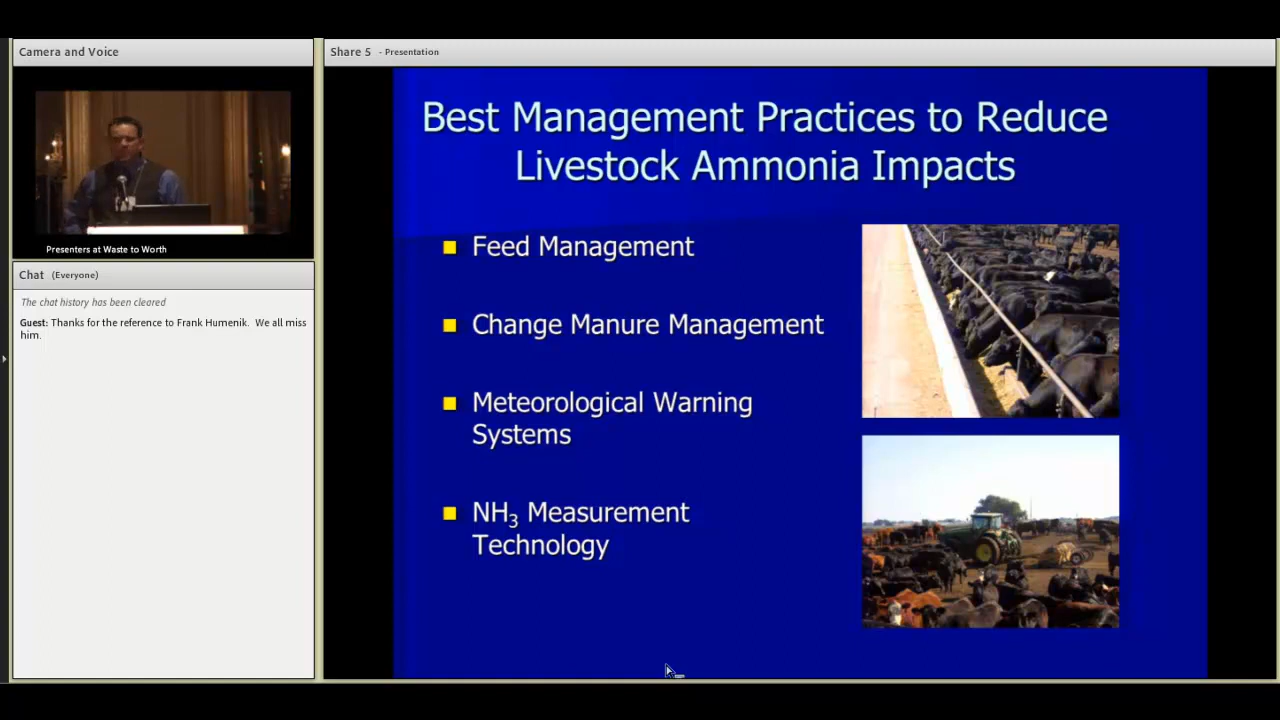 Camera and Voice
Presenters at Waste to Worth
Chat (Everyone)
The chat history has been cleared
Guest: Thanks for the reference to Frank Humenik. We all miss
him.
Share 5 - Presentation
Best Management Practices to Reduce
Livestock Ammonia Impacts
Feed Management
Change Manure Management
Meteorological Warning
Systems
NH₃ Measurement
Technology